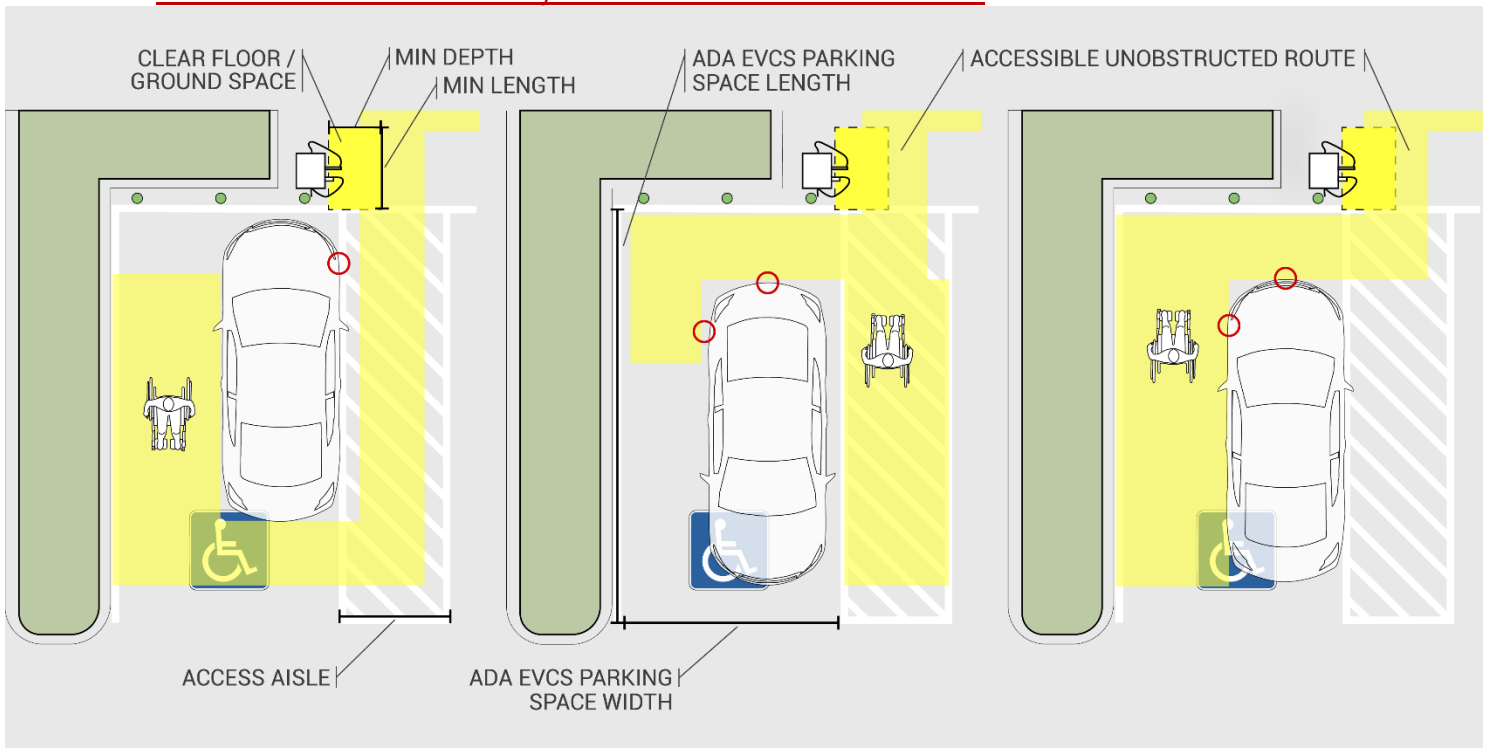 CLEAR FLOOR /
GROUND SPACE
MIN DEPTH
MIN LENGTH
ADA EVCS PARKING
SPACE LENGTH
ACCESSIBLE UNOBSTRUCTED ROUTE
ACCESS AISLE
ADA EVCS PARKING
SPACE WIDTH